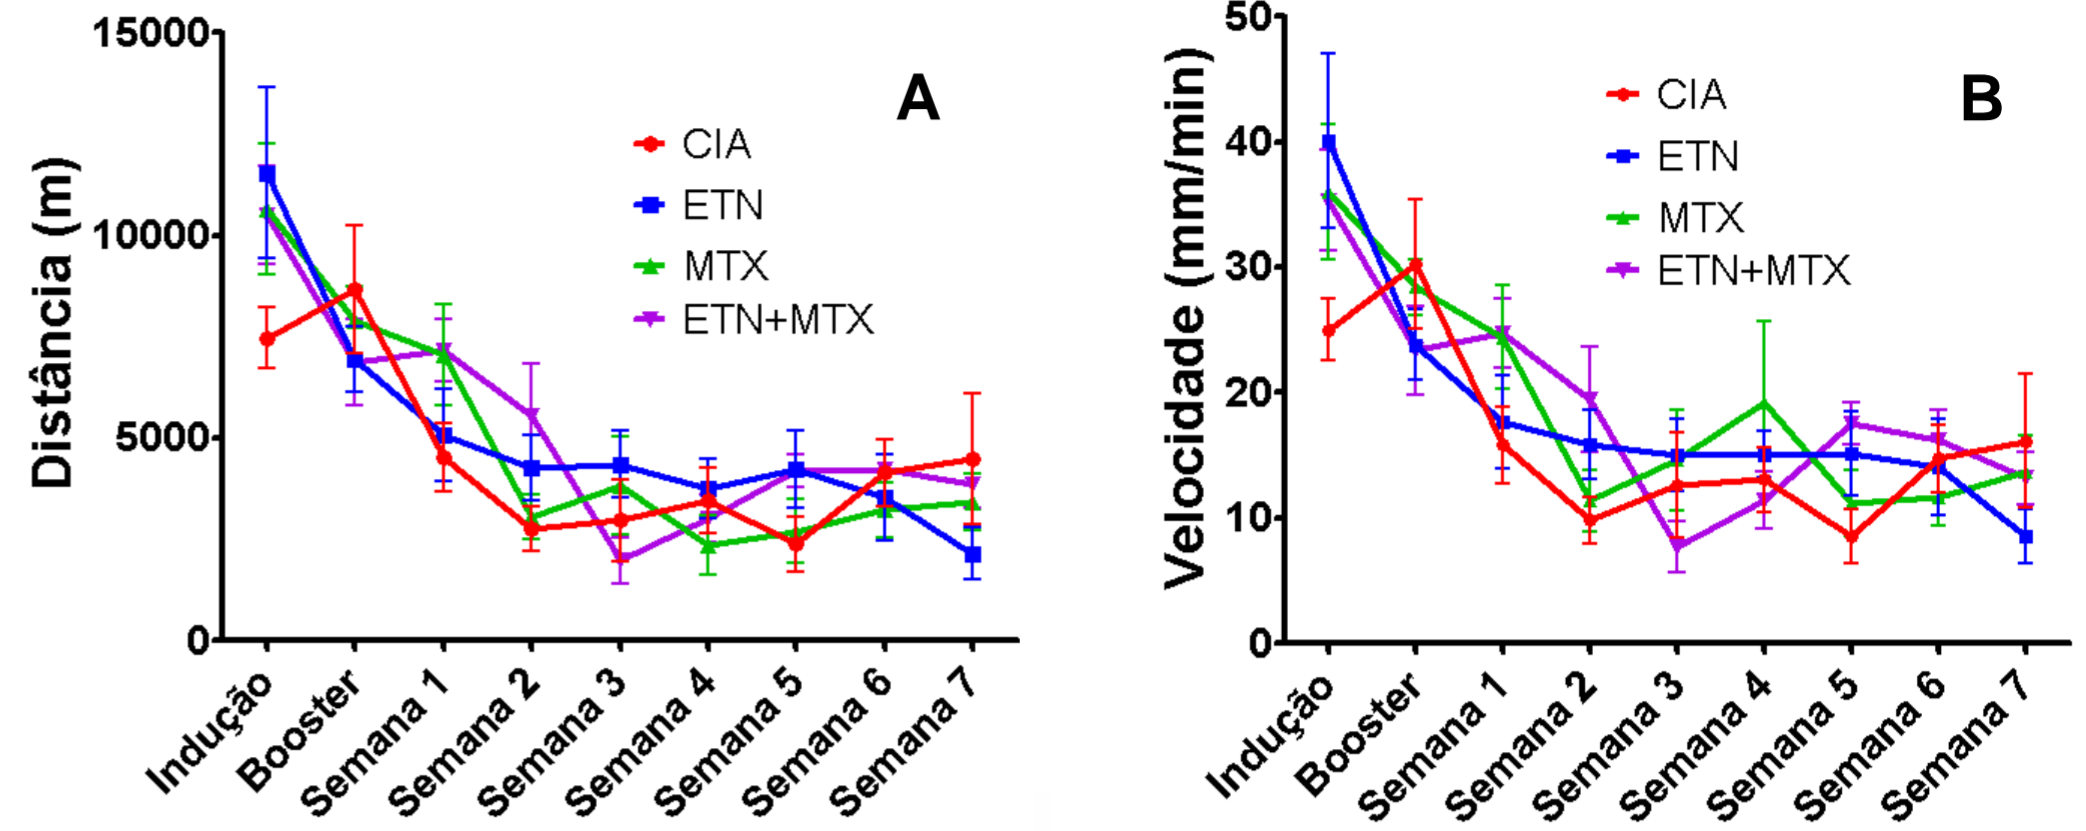 A
Distância (m)
15000
10000
5000
0
CIA
ETN
MTX
ETN+MTX
Indução
Booster
Semana 1
Semana 2
Semana 3
Semana 4
Semana 5
Semana 6
Semana 7
B
Velocidade (mm/min)
50
40
30
20
10
0
CIA
ETN
MTX
ETN+MTX
Indução
Booster
Semana 1
Semana 2
Semana 3
Semana 4
Semana 5
Semana 6
Semana 7